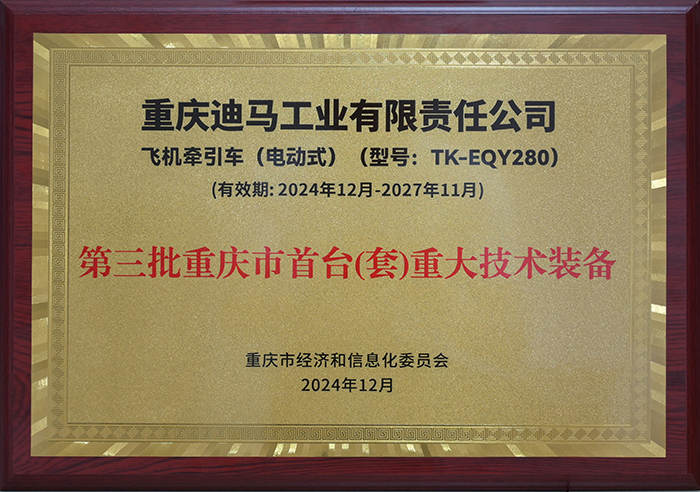 重庆迪马工业有限责任公司
飞机牵引车（电动式）（型号：TK-EQY280）
(有效期: 2024年12月-2027年11月)
第三批重庆市首台(套)重大技术装备
重庆市经济和信息化委员会
2024年12月